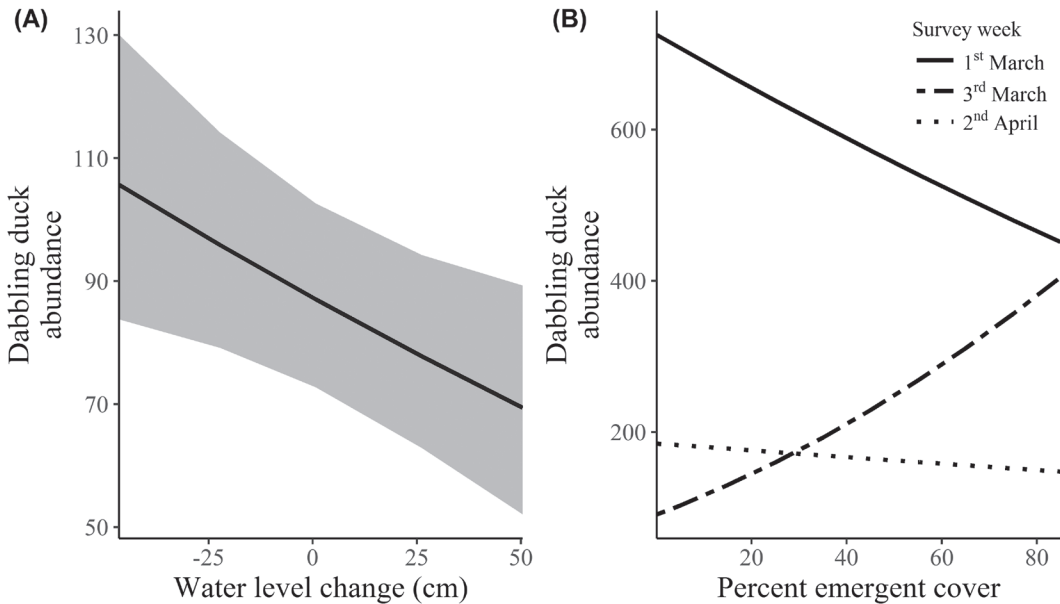 (A)
130
110
90
70
50
Dabbling duck
abundance
-25
0
25
50
Water level change (cm)
(B)
600
400
200
Dabbling duck
abundance
20
40
60
80
Percent emergent cover
Survey week
1st March
3rd March
2nd April